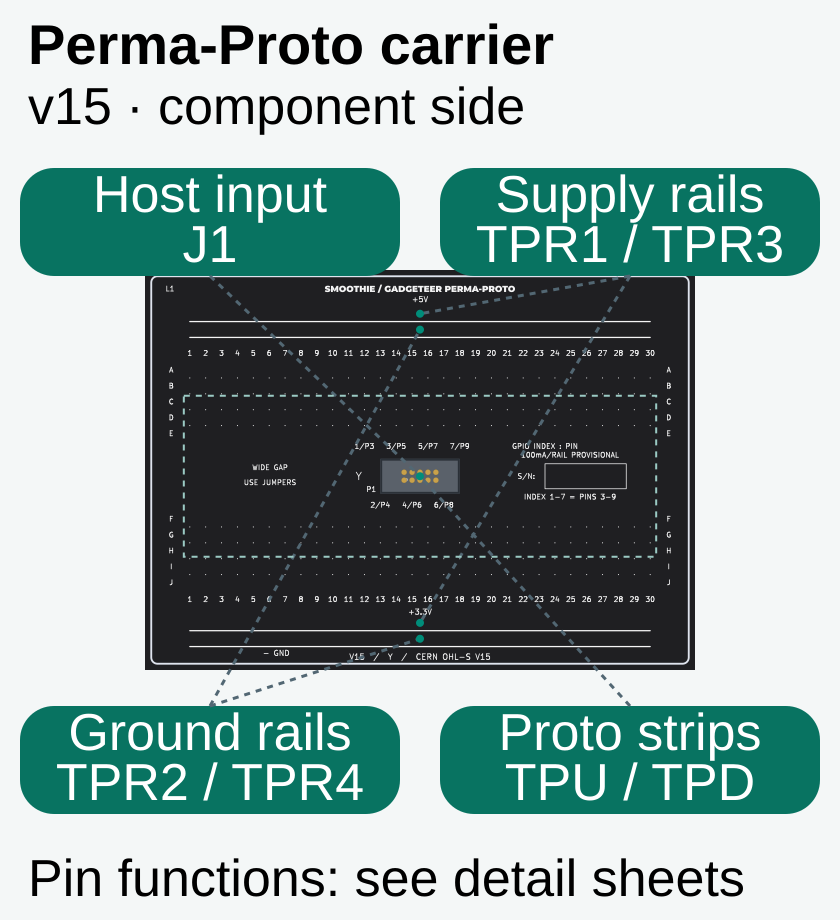 Perma-Proto carrier
v15 · component side
Host input
J1
Supply rails
TPR1 / TPR3
L1
SMOOTHIE / GADGETEER PERMA-PROTO
+5V
1 2 3 4 5 6 7 8 9 10 11 12 13 14 15 16 17 18 19 20 21 22 23 24 25 26 27 28 29 30
A A
B B
C C
D D
E E
1/P3 3/P5 5/P7 7/P9
GPIO INDEX : PIN
100mA/RAIL PROVISIONAL
WIDE GAP
USE JUMPERS
Y
P1
S/N:
2/P4 4/P6 6/P8
INDEX 1-7 = PINS 3-9
F F
G G
H H
I I
J J
1 2 3 4 5 6 7 8 9 10 11 12 13 14 15 16 17 18 19 20 21 22 23 24 25 26 27 28 29 30
+3.3V
− GND
V15 / Y / CERN OHL-S V15
Ground rails
TPR2 / TPR4
Proto strips
TPU / TPD
Pin functions: see detail sheets